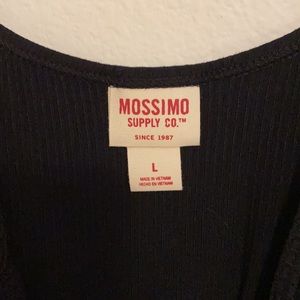 MOSSIMO
SUPPLY CO.™
SINCE 1987
L
MADE IN VIETNAM
HECHO EN VIETNAM